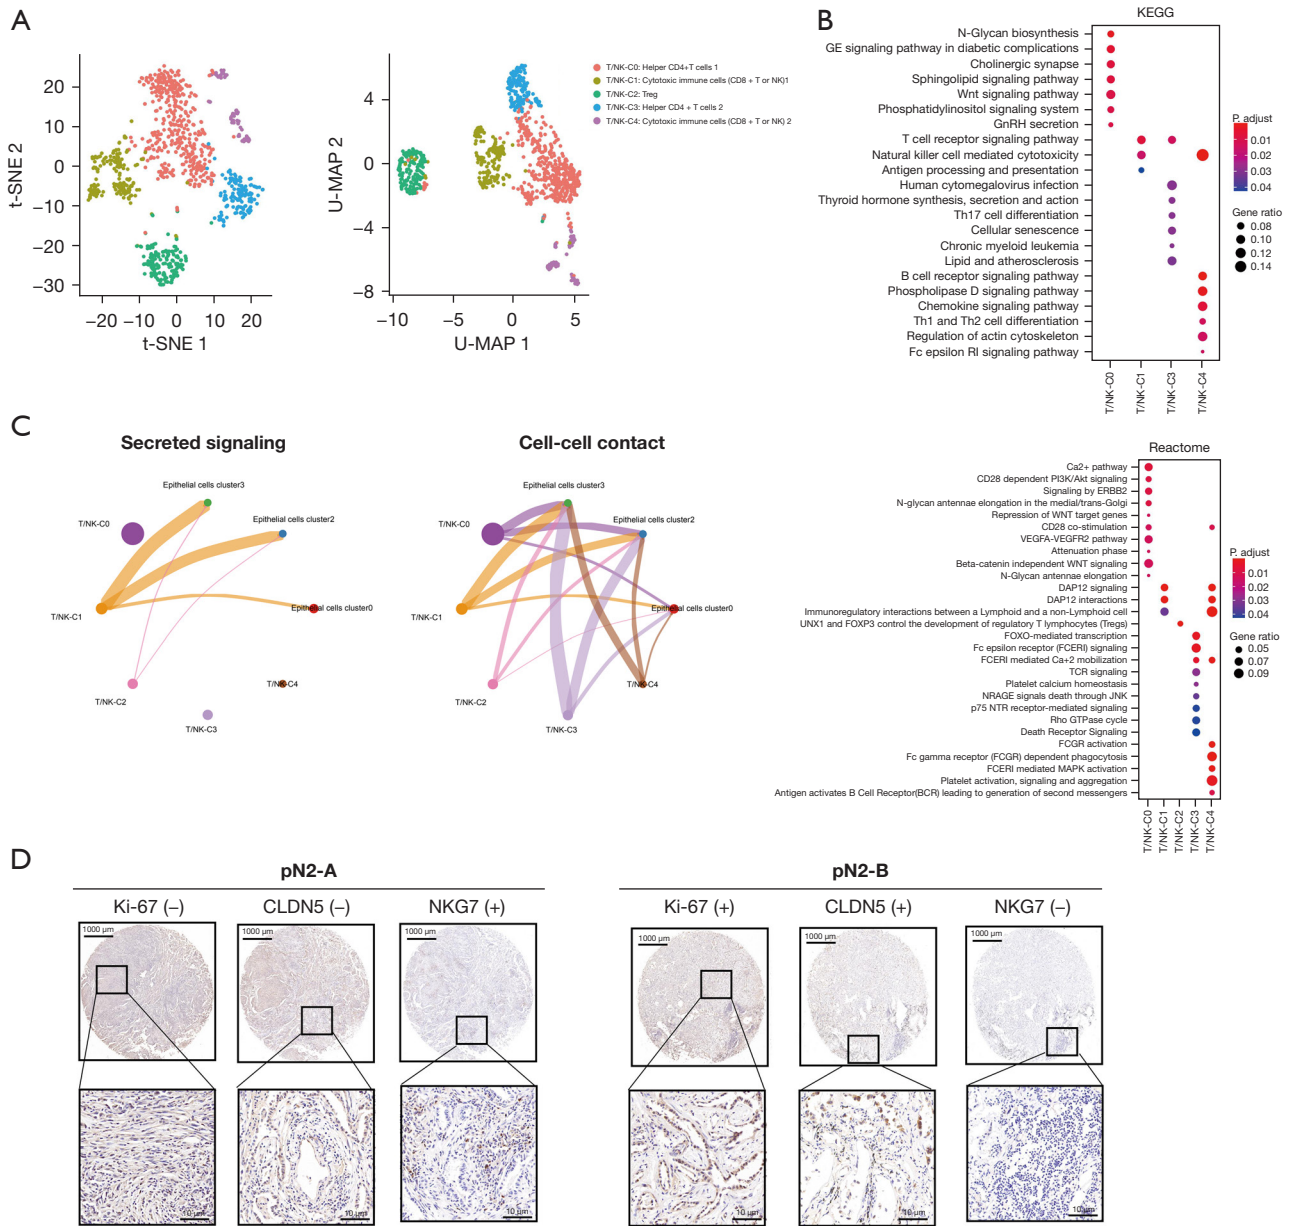 A
t-SNE 2
20
10
0
−10
−20
−30
−20 −10 0 10 20
t-SNE 1
U-MAP 2
4
0
−4
−8
−10 −5 0 5
U-MAP 1
T/NK-C0: Helper CD4+T cells 1
T/NK-C1: Cytotoxic immune cells (CD8 + T or NK)1
T/NK-C2: Treg
T/NK-C3: Helper CD4 + T cells 2
T/NK-C4: Cytotoxic immune cells (CD8 + T or NK) 2
B
KEGG
N-Glycan biosynthesis
GE signaling pathway in diabetic complications
Cholinergic synapse
Sphingolipid signaling pathway
Wnt signaling pathway
Phosphatidylinositol signaling system
GnRH secretion
T cell receptor signaling pathway
Natural killer cell mediated cytotoxicity
Antigen processing and presentation
Human cytomegalovirus infection
Thyroid hormone synthesis, secretion and action
Th17 cell differentiation
Cellular senescence
Chronic myeloid leukemia
Lipid and atherosclerosis
B cell receptor signaling pathway
Phospholipase D signaling pathway
Chemokine signaling pathway
Th1 and Th2 cell differentiation
Regulation of actin cytoskeleton
Fc epsilon RI signaling pathway
T/NK-C0
T/NK-C1
T/NK-C3
T/NK-C4
P. adjust
0.01
0.02
0.03
0.04
Gene ratio
0.08
0.10
0.12
0.14
C
Secreted signaling
Epithelial cells cluster3
T/NK-C0
Epithelial cells cluster2
T/NK-C1
Epithelial cells cluster0
T/NK-C2
T/NK-C4
T/NK-C3
Cell-cell contact
Epithelial cells cluster3
T/NK-C0
Epithelial cells cluster2
T/NK-C1
Epithelial cells cluster0
T/NK-C2
T/NK-C4
T/NK-C3
Reactome
Ca2+ pathway
CD28 dependent PI3K/Akt signaling
Signaling by ERBB2
N-glycan antennae elongation in the medial/trans-Golgi
Repression of WNT target genes
CD28 co-stimulation
VEGFA-VEGFR2 pathway
Attenuation phase
Beta-catenin independent WNT signaling
N-Glycan antennae elongation
DAP12 signaling
DAP12 interactions
Immunoregulatory interactions between a Lymphoid and a non-Lymphoid cell
UNX1 and FOXP3 control the development of regulatory T lymphocytes (Tregs)
FOXO-mediated transcription
Fc epsilon receptor (FCERI) signaling
FCERI mediated Ca+2 mobilization
TCR signaling
Platelet calcium homeostasis
NRAGE signals death through JNK
p75 NTR receptor-mediated signaling
Rho GTPase cycle
Death Receptor Signaling
FCGR activation
Fc gamma receptor (FCGR) dependent phagocytosis
FCERI mediated MAPK activation
Platelet activation, signaling and aggregation
Antigen activates B Cell Receptor(BCR) leading to generation of second messengers
T/NK-C0
T/NK-C1
T/NK-C2
T/NK-C3
T/NK-C4
P. adjust
0.01
0.02
0.03
0.04
Gene ratio
0.05
0.07
0.09
D
pN2-A
Ki-67 (−) CLDN5 (−) NKG7 (+)
1000 µm 1000 µm 1000 µm
10 µm 10 µm 10 µm
pN2-B
Ki-67 (+) CLDN5 (+) NKG7 (−)
1000 µm 1000 µm 1000 µm
10 µm 10 µm 10 µm